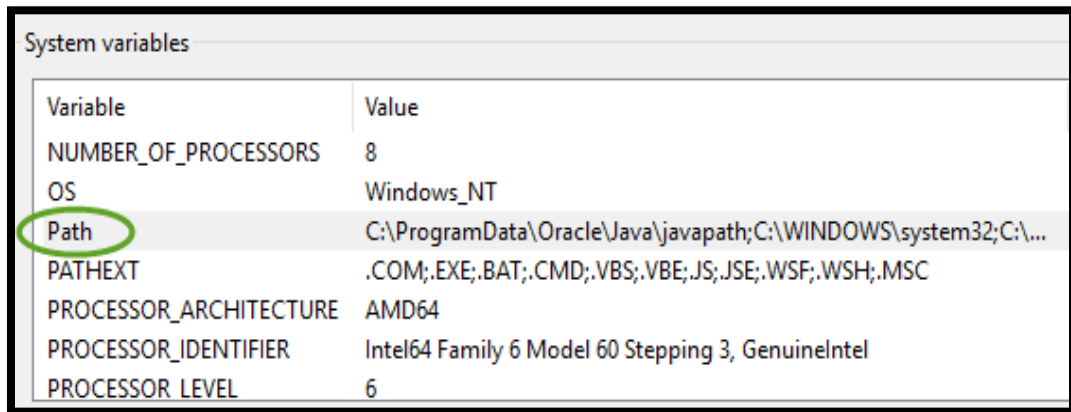 System variables
Variable Value
NUMBER_OF_PROCESSORS 8
OS Windows_NT
Path C:\ProgramData\Oracle\Java\javapath;C:\WINDOWS\system32;C:\...
PATHEXT .COM;.EXE;.BAT;.CMD;.VBS;.VBE;.JS;.JSE;.WSF;.WSH;.MSC
PROCESSOR_ARCHITECTURE AMD64
PROCESSOR_IDENTIFIER Intel64 Family 6 Model 60 Stepping 3, GenuineIntel
PROCESSOR_LEVEL 6